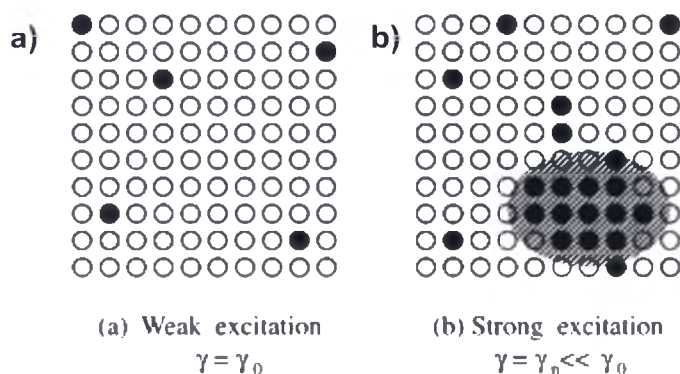 a)
b)
(a) Weak excitation
γ = γ₀
(b) Strong excitation
γ = γₙ<< γ₀